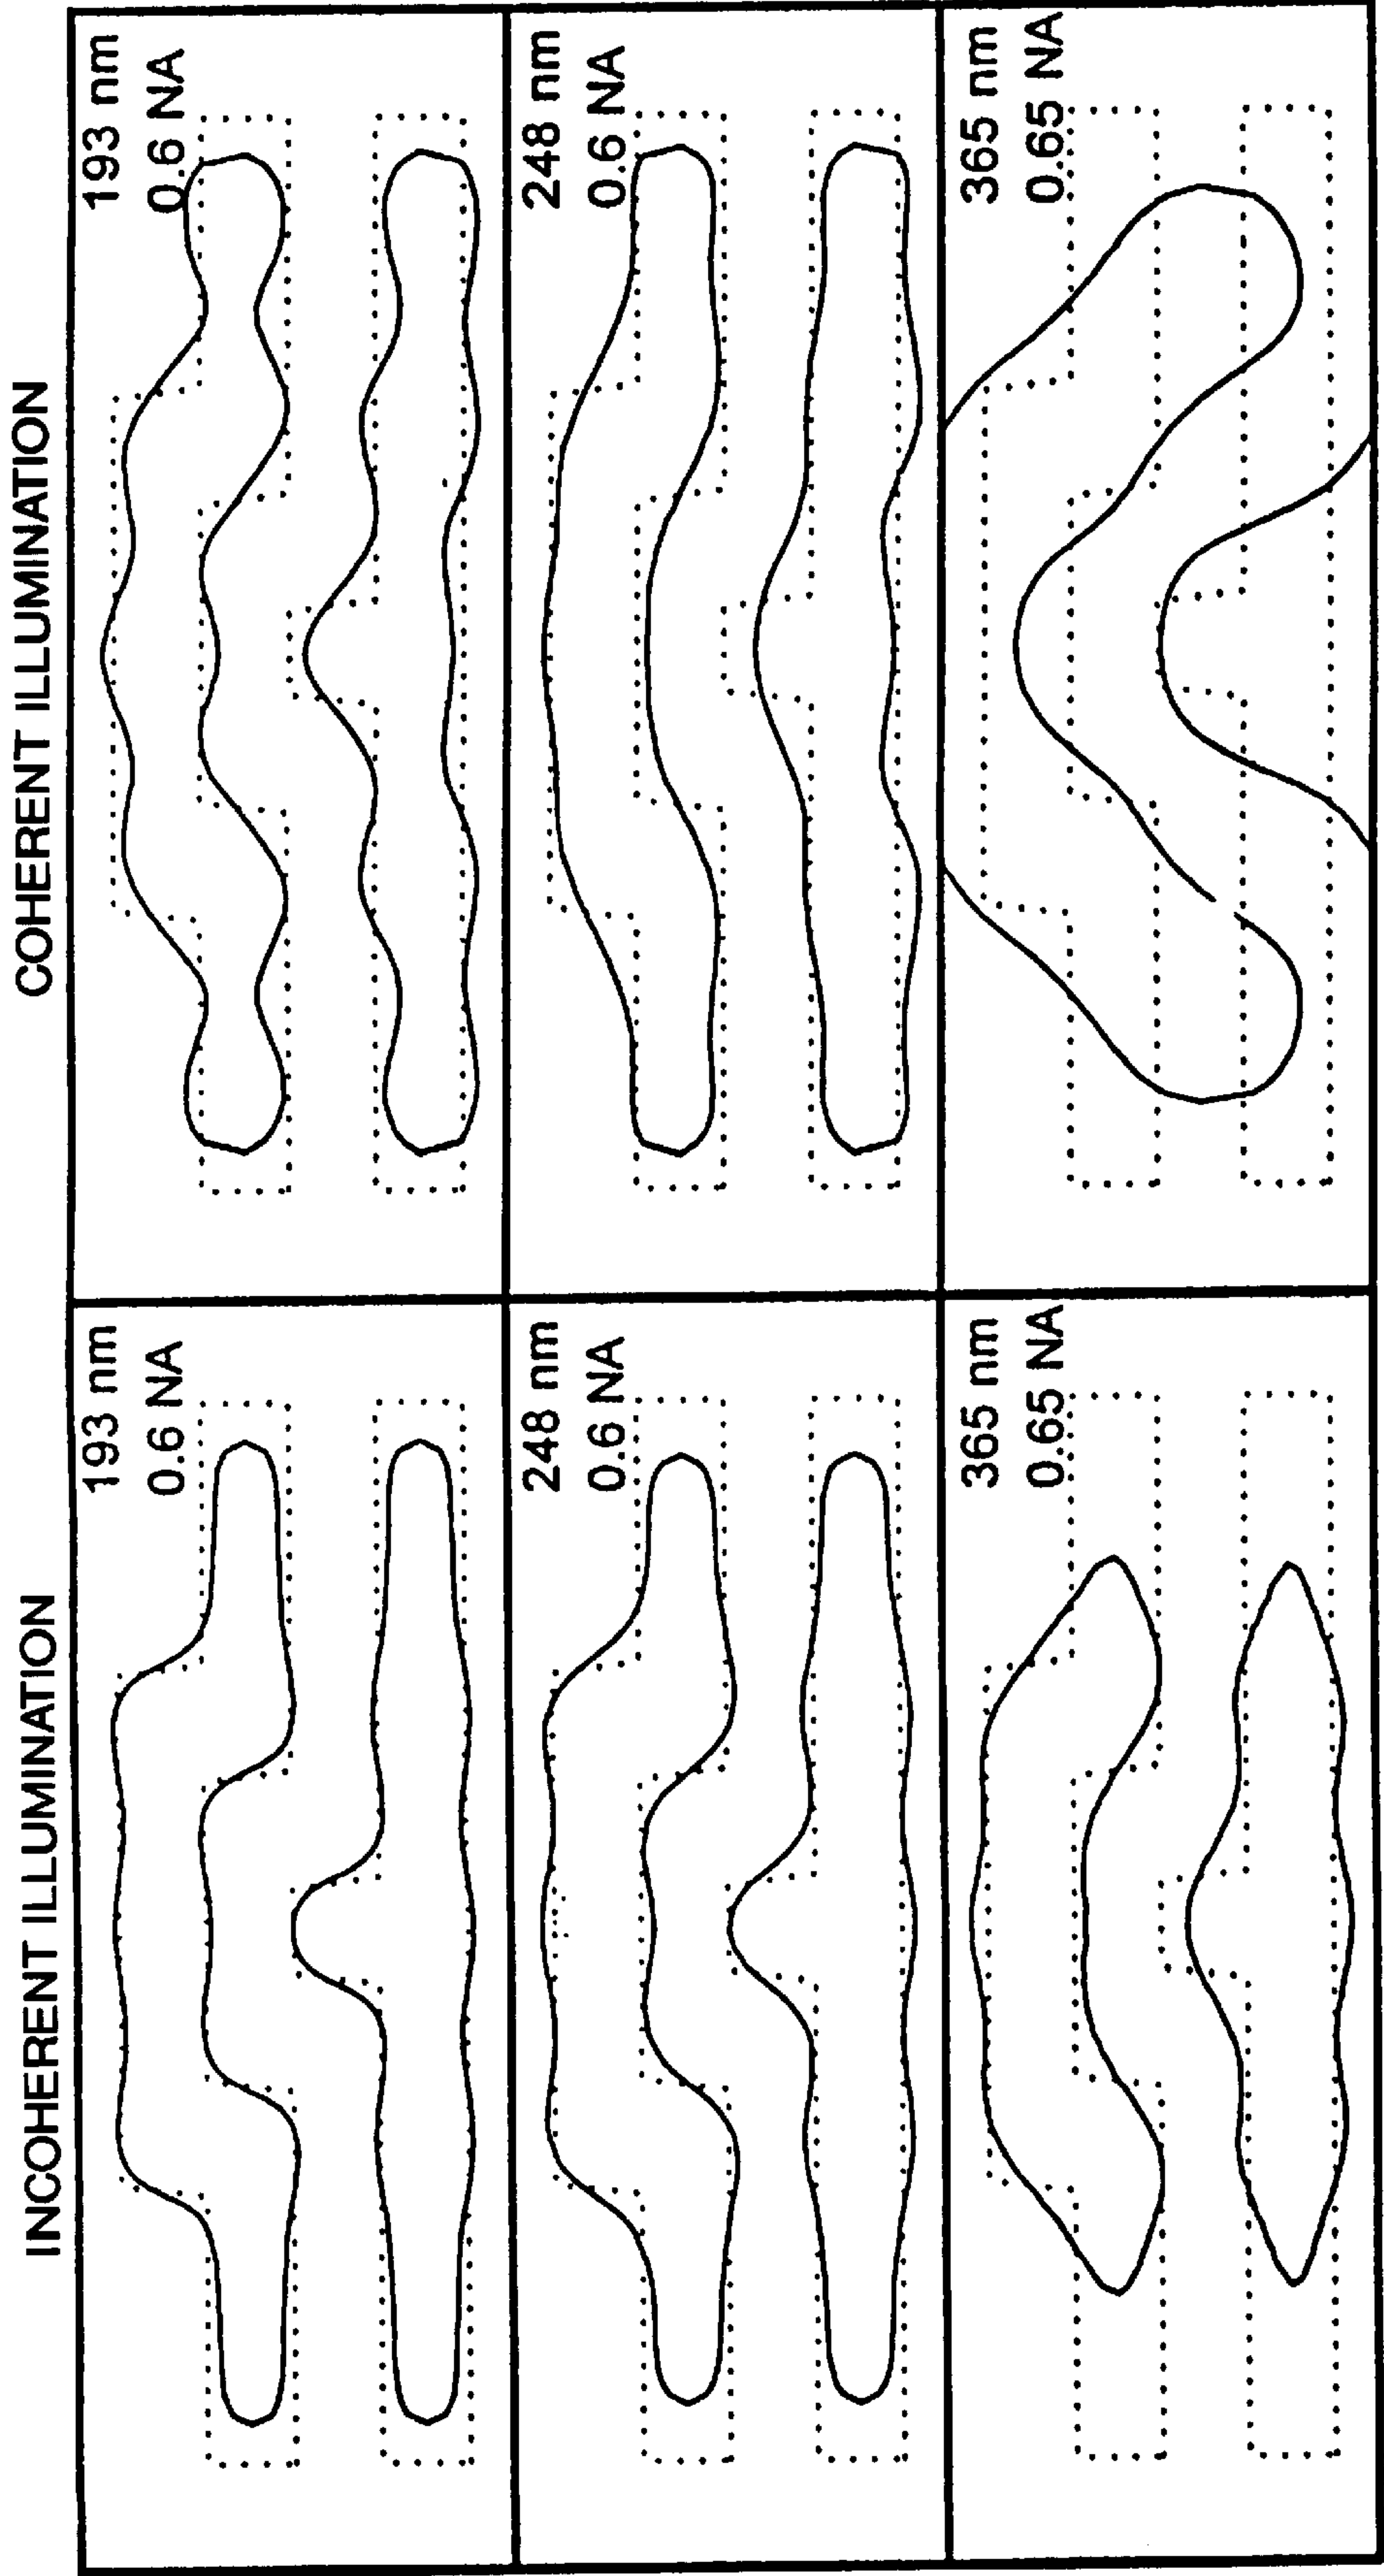 INCOHERENT ILLUMINATION
COHERENT ILLUMINATION
193 nm
0.6 NA
193 nm
0.6 NA
248 nm
0.6 NA
248 nm
0.6 NA
365 nm
0.65 NA
365 nm
0.65 NA